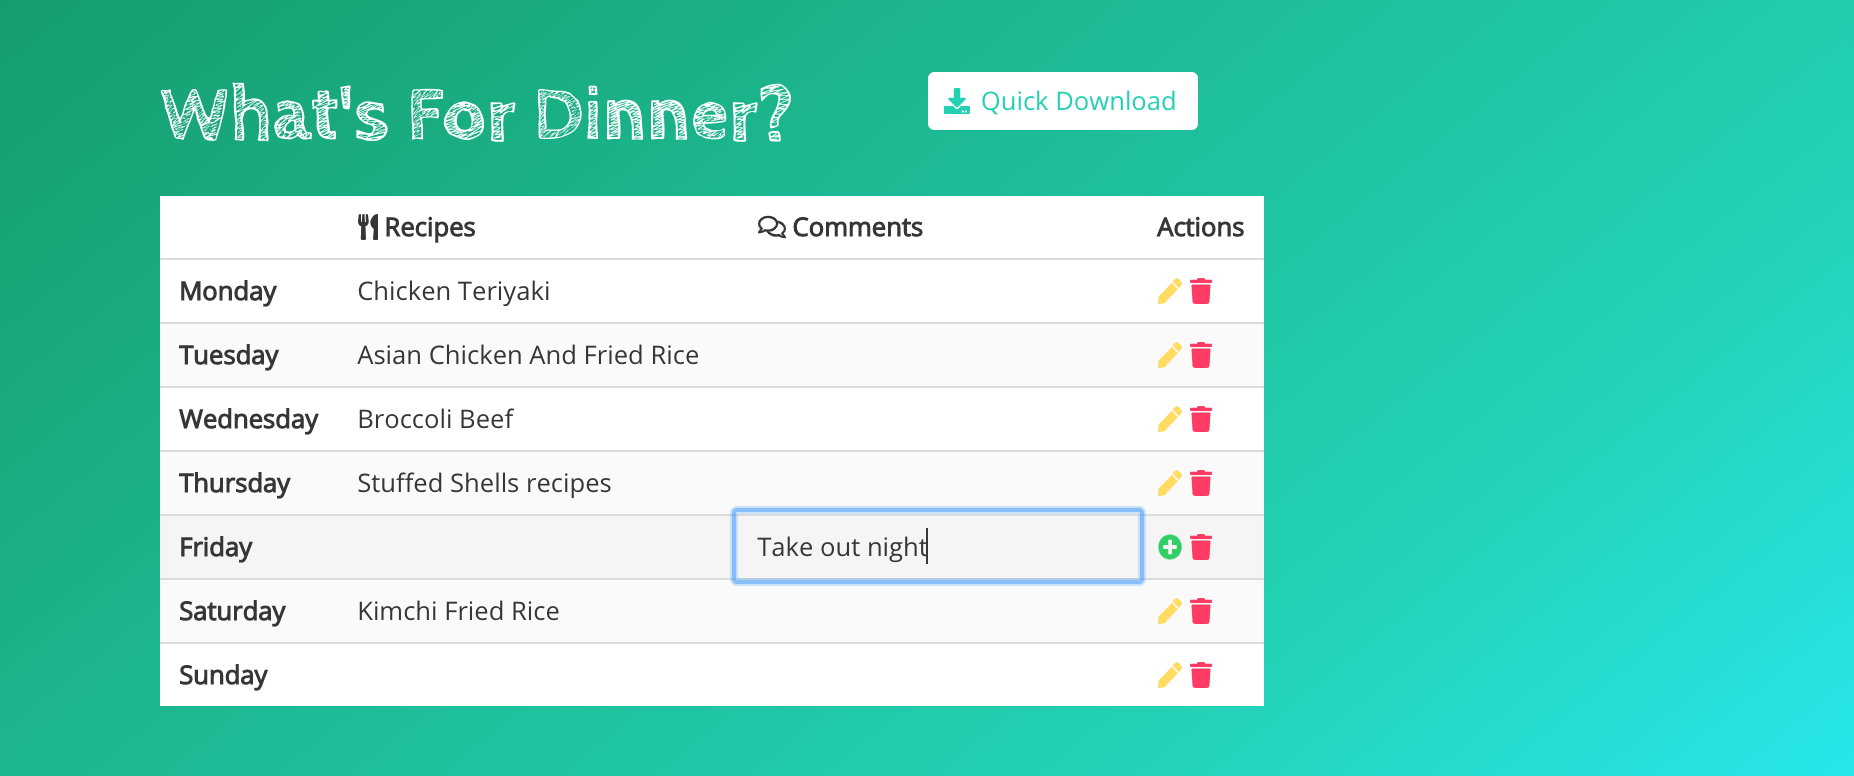 What's For Dinner?
Quick Download
Recipes Comments Actions
Monday Chicken Teriyaki
Tuesday Asian Chicken And Fried Rice
Wednesday Broccoli Beef
Thursday Stuffed Shells recipes
Friday Take out night
Saturday Kimchi Fried Rice
Sunday